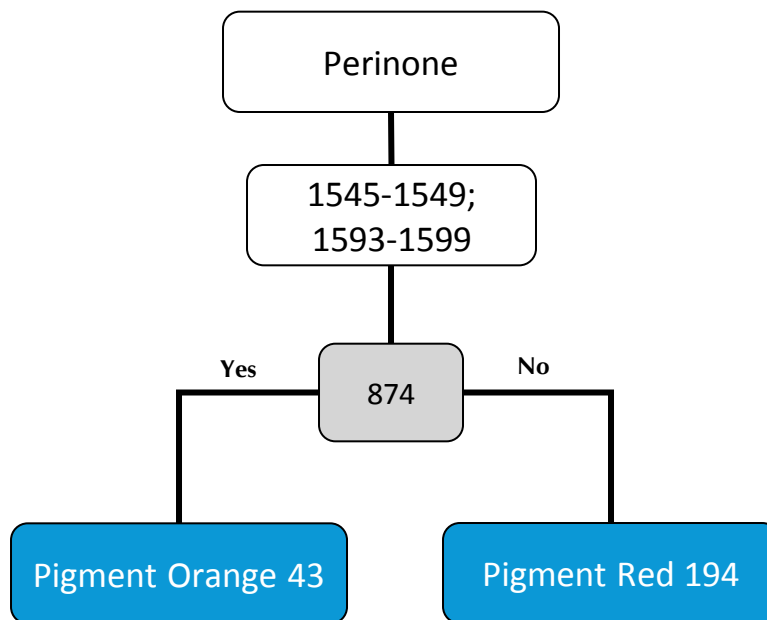 Perinone
1545-1549;
1593-1599
Yes
No
874
Pigment Orange 43
Pigment Red 194